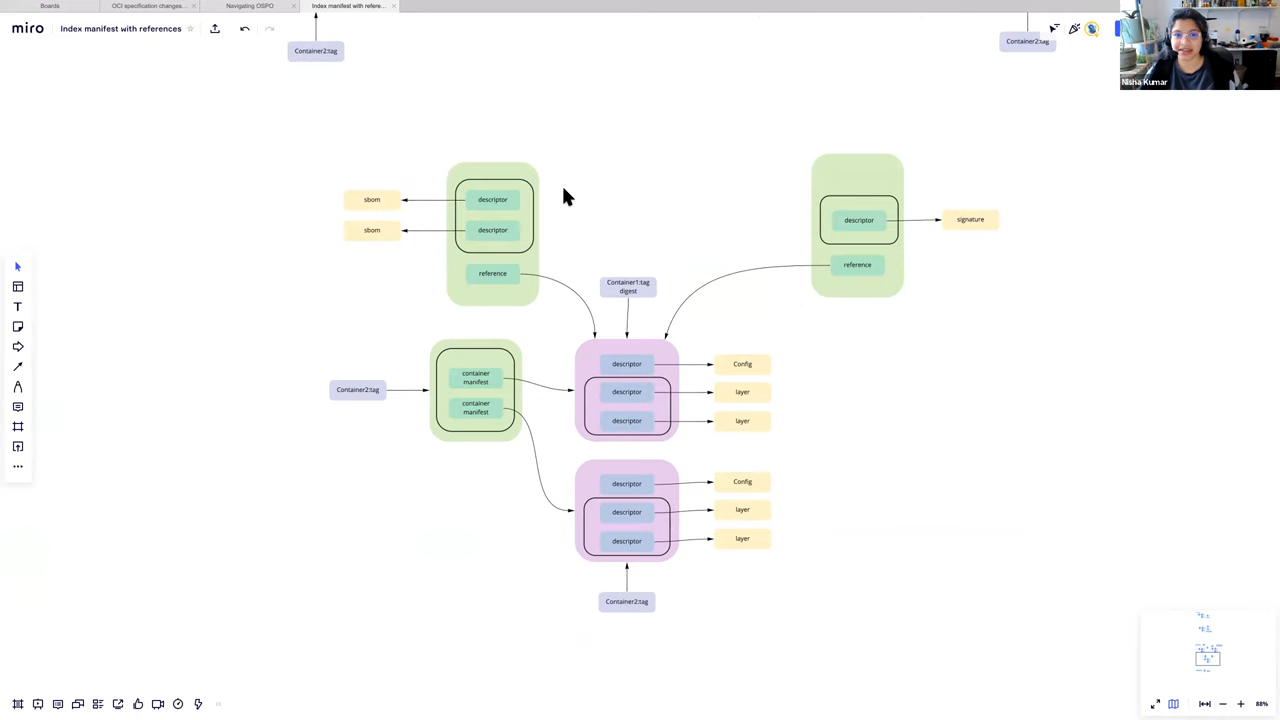 Boards
OCI specification changes...
Navigating OSPO
Index manifest with refere...
miro
Index manifest with references
Container2:tag
Container2:tag
Nisha Kumar
sbom
descriptor
sbom
descriptor
reference
descriptor
signature
reference
Container1:tag
digest
Container2:tag
container
manifest
container
manifest
descriptor
Config
descriptor
layer
descriptor
layer
descriptor
Config
descriptor
layer
descriptor
layer
Container2:tag
88%